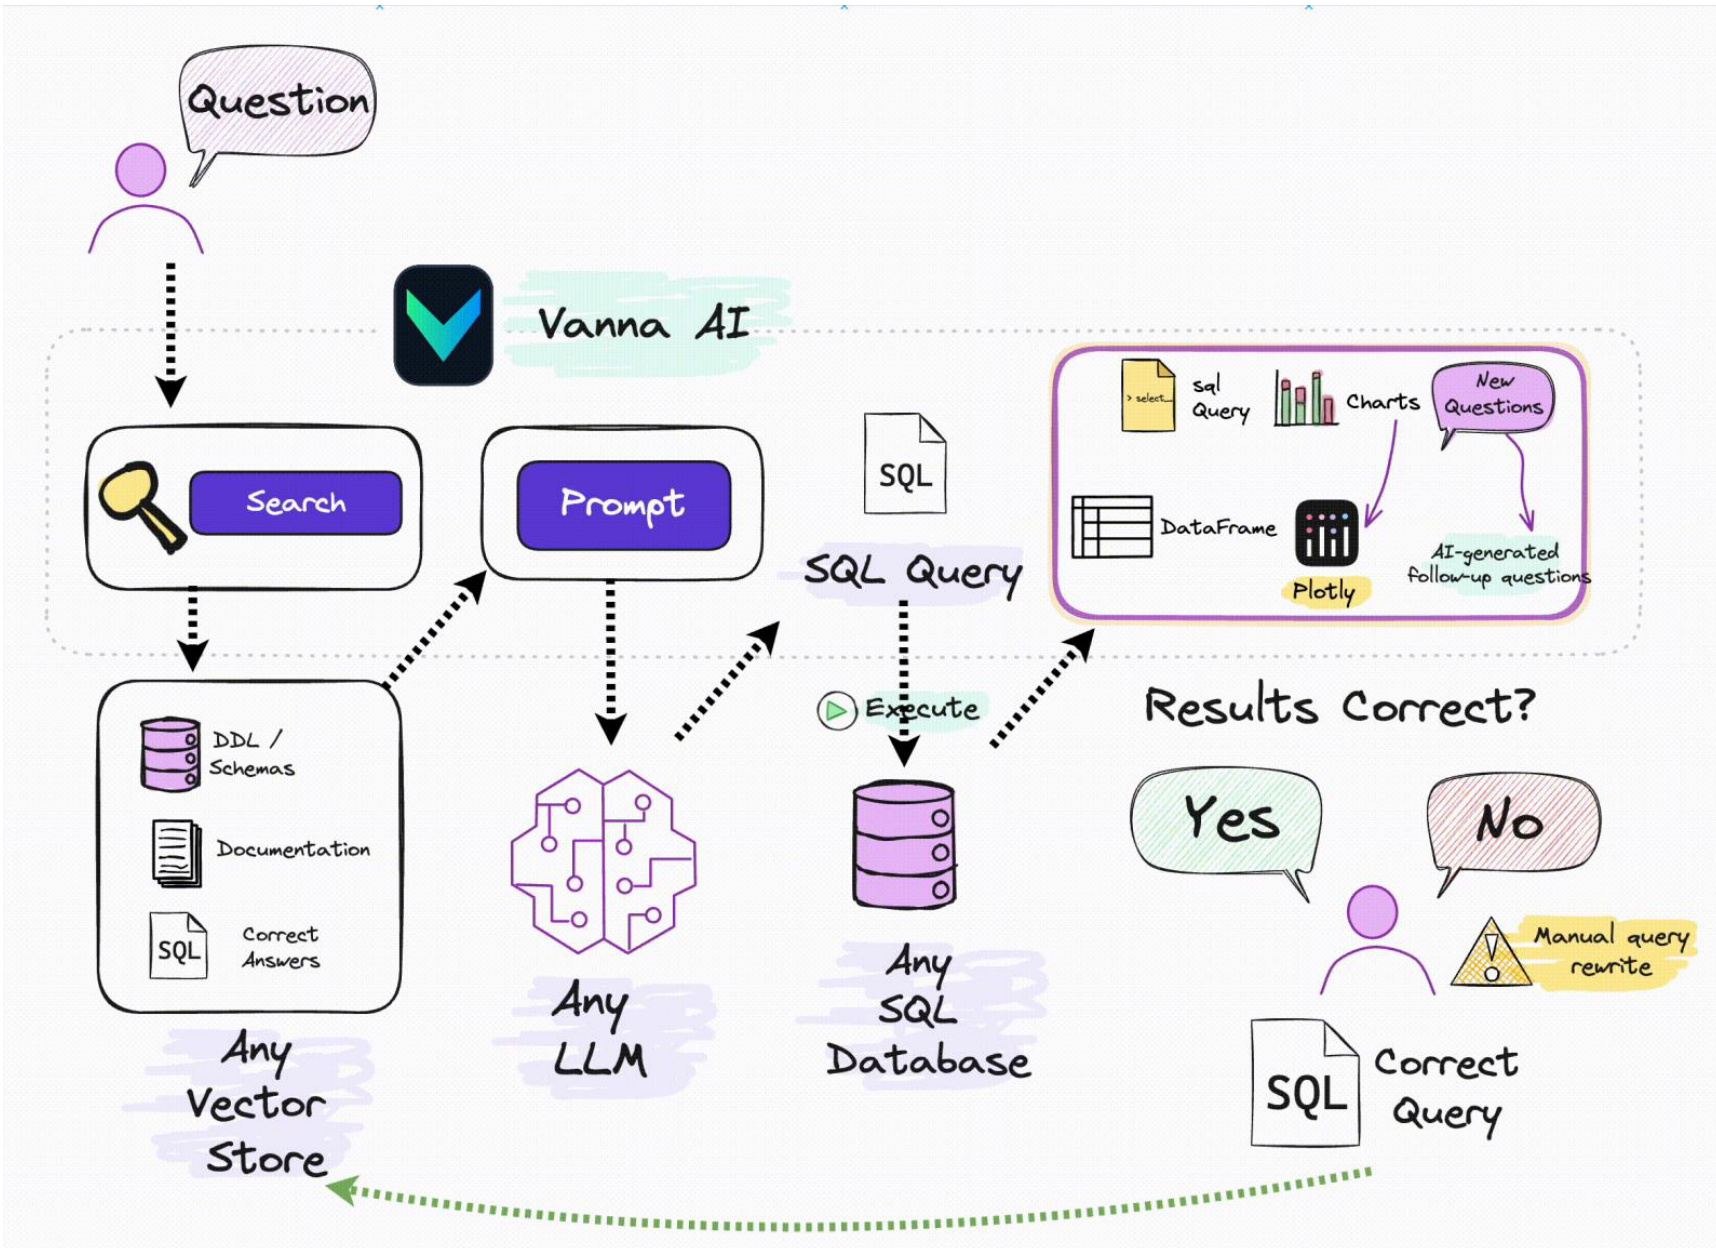 Question
Vanna AI
Search
Prompt
SQL
SQL Query
> select_
sql
Query
Charts
New
Questions
DataFrame
Plotly
AI-generated
follow-up questions
Execute
Results Correct?
DDL /
Schemas
Documentation
SQL
Correct
Answers
Any
Vector
Store
Any
LLM
Any
SQL
Database
Yes
No
Manual query
rewrite
SQL
Correct
Query